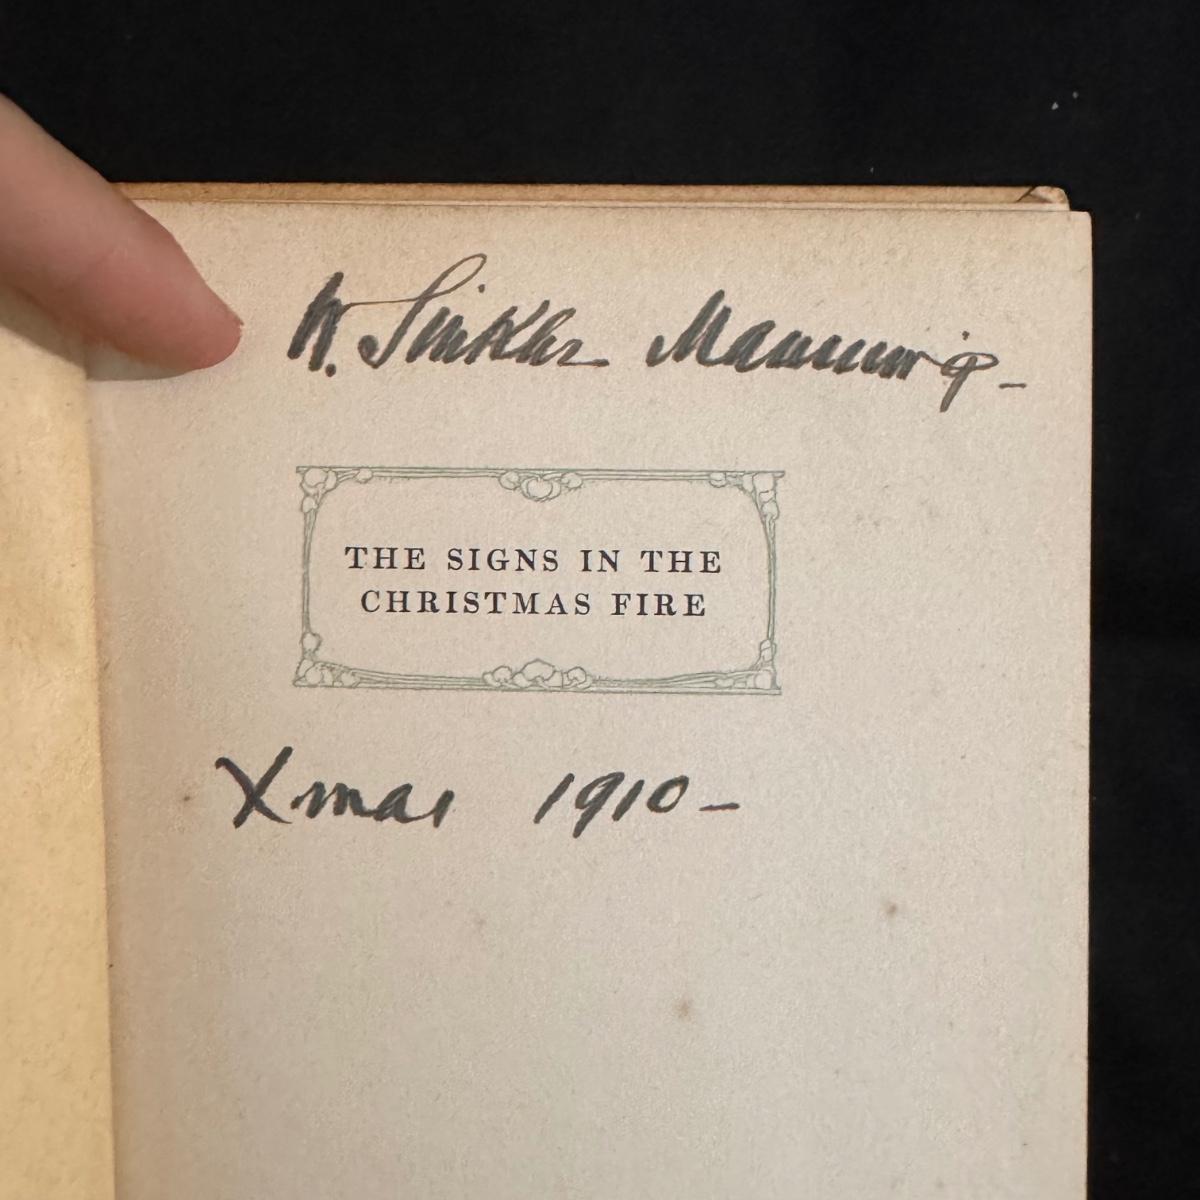 W. Sinkler Manning -
THE SIGNS IN THE
CHRISTMAS FIRE
Xmas 1910 -